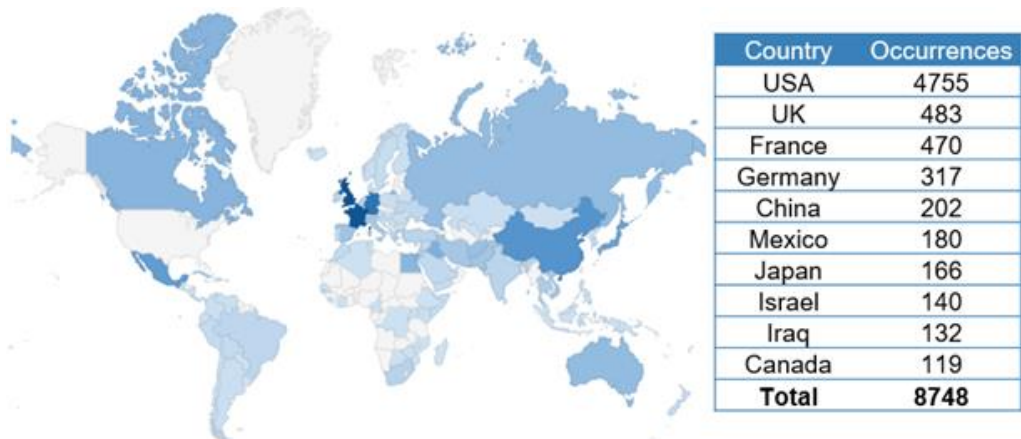 Country Occurrences
USA 4755
UK 483
France 470
Germany 317
China 202
Mexico 180
Japan 166
Israel 140
Iraq 132
Canada 119
Total 8748